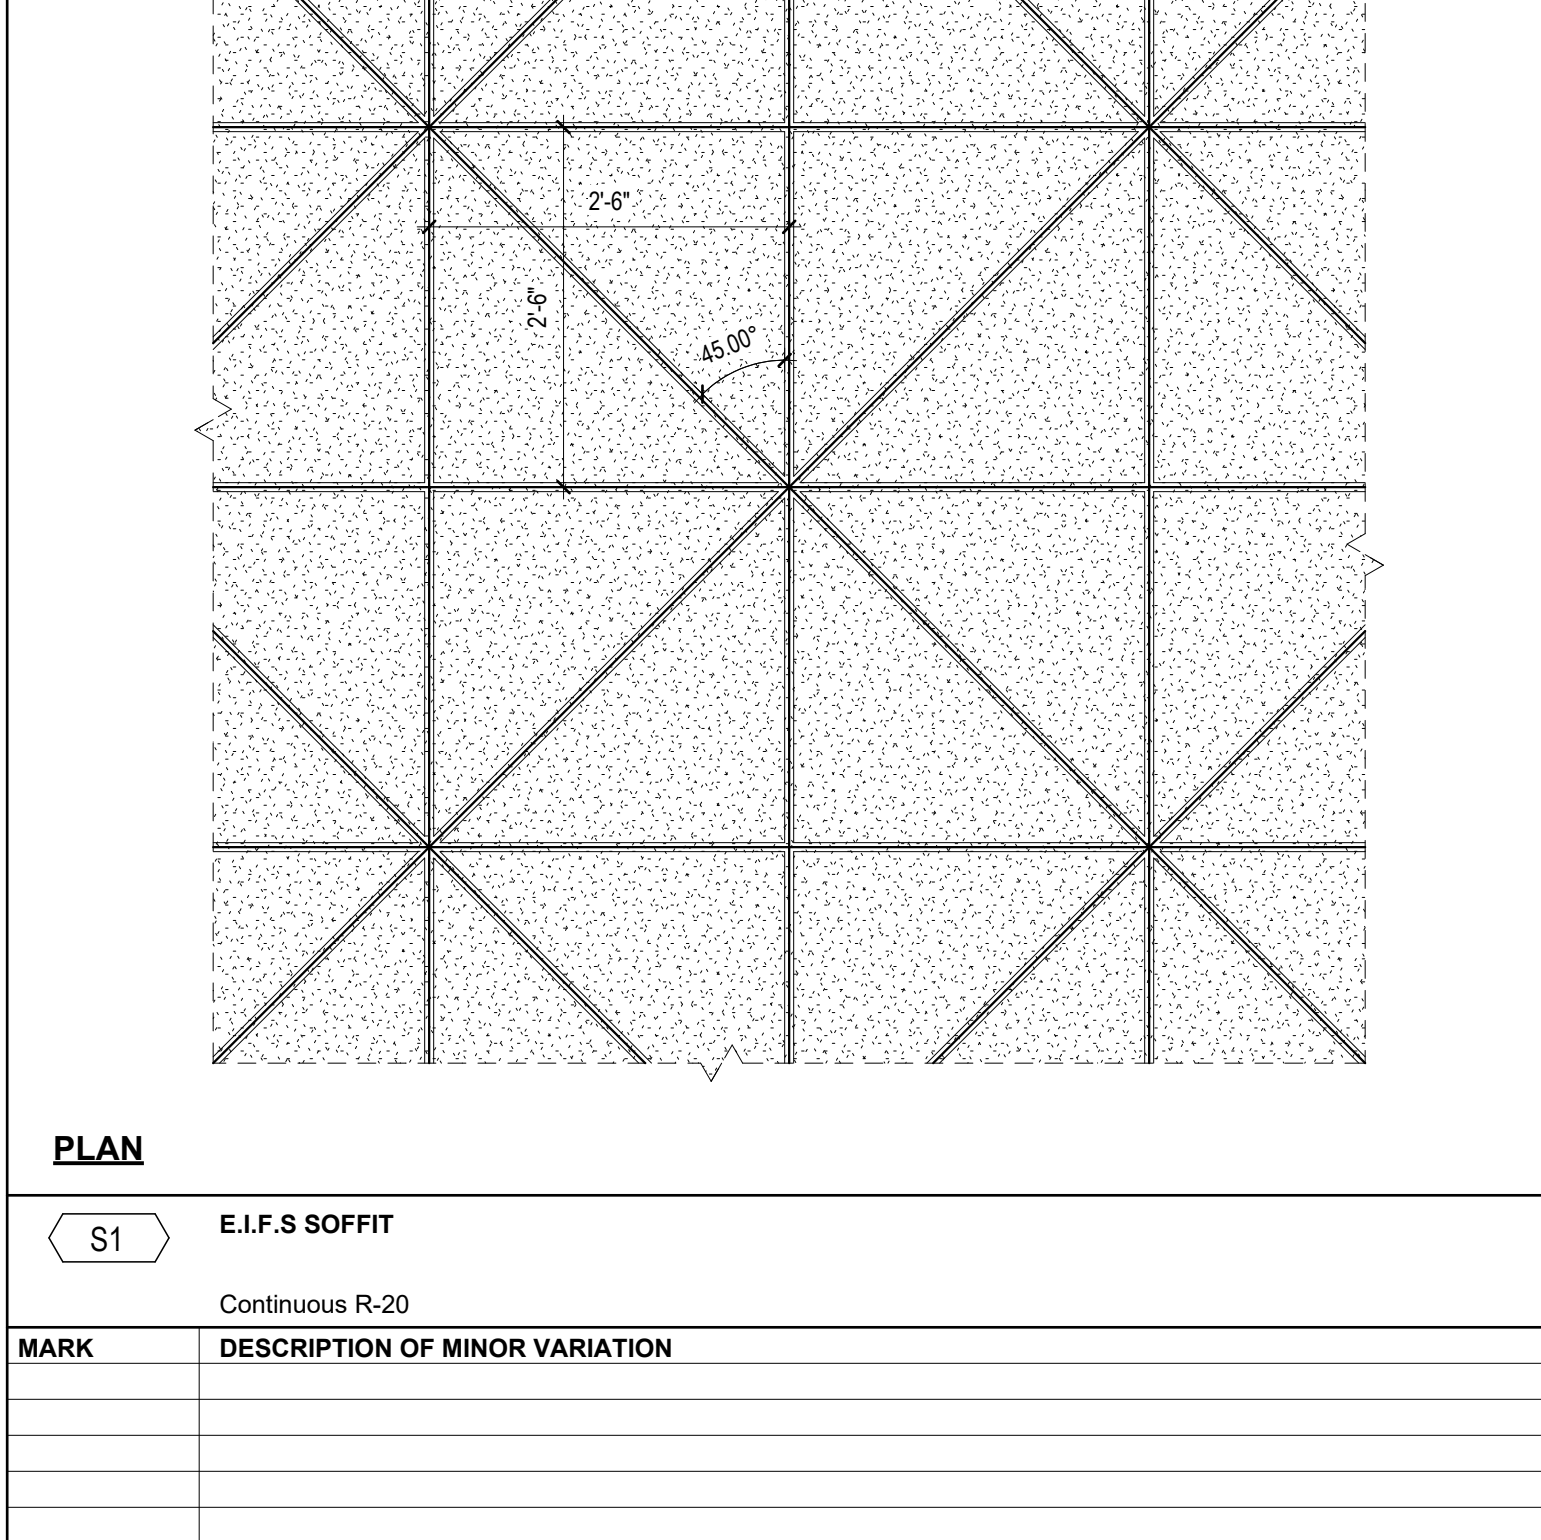 2'-6"
2'-6"
45.00°
PLAN
S1
E.I.F.S SOFFIT
Continuous R-20
MARK
DESCRIPTION OF MINOR VARIATION